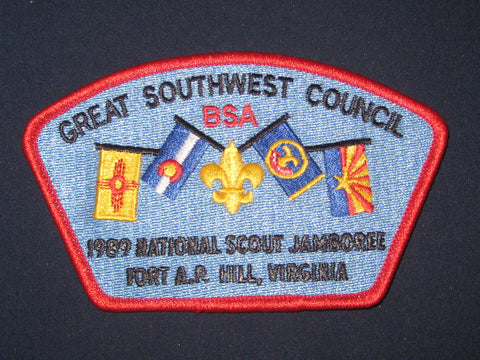 GREAT SOUTHWEST COUNCIL
BSA
1989 NATIONAL SCOUT JAMBOREE
FORT A.P. HILL, VIRGINIA